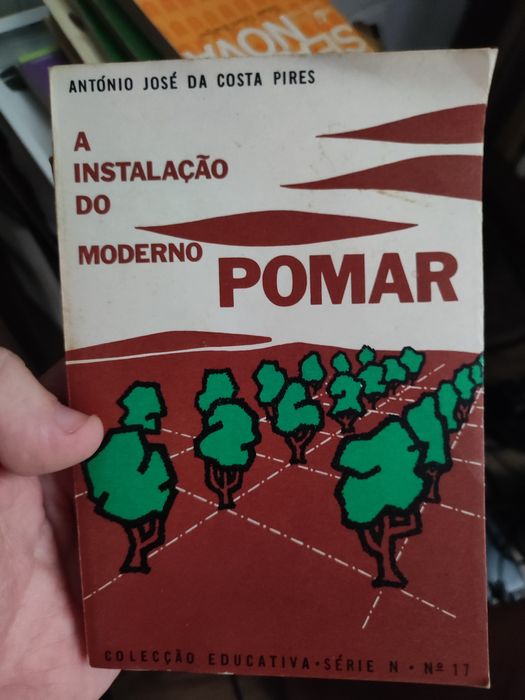 ANTÓNIO JOSÉ DA COSTA PIRES
A
INSTALAÇÃO
DO
MODERNO
POMAR
COLECÇÃO EDUCATIVA · SÉRIE N · Nº 17